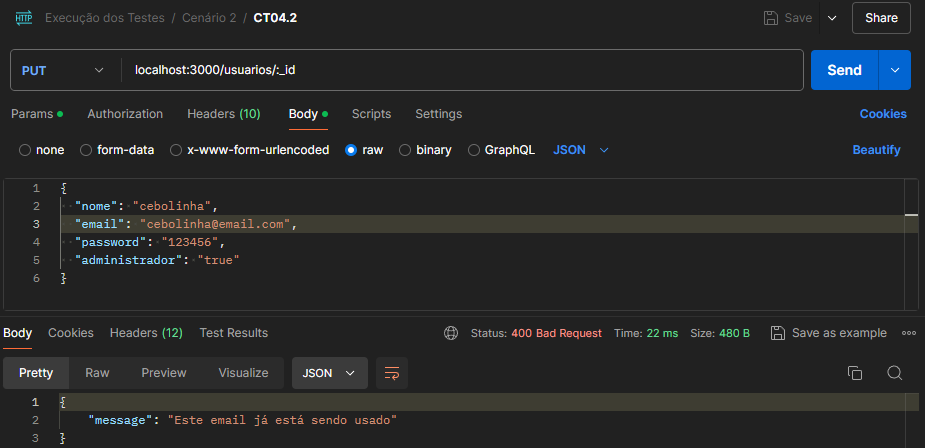 HTTP Execução dos Testes / Cenário 2 / CT04.2 Save Share
PUT localhost:3000/usuarios/:_id Send
Params Authorization Headers (10) Body Scripts Settings Cookies
none form-data x-www-form-urlencoded raw binary GraphQL JSON Beautify
1 {
2 "nome": "cebolinha",
3 "email": "cebolinha@email.com",
4 "password": "123456",
5 "administrador": "true"
6 }
Body Cookies Headers (12) Test Results Status: 400 Bad Request Time: 22 ms Size: 480 B Save as example
Pretty Raw Preview Visualize JSON
1 {
2 "message": "Este email já está sendo usado"
3 }